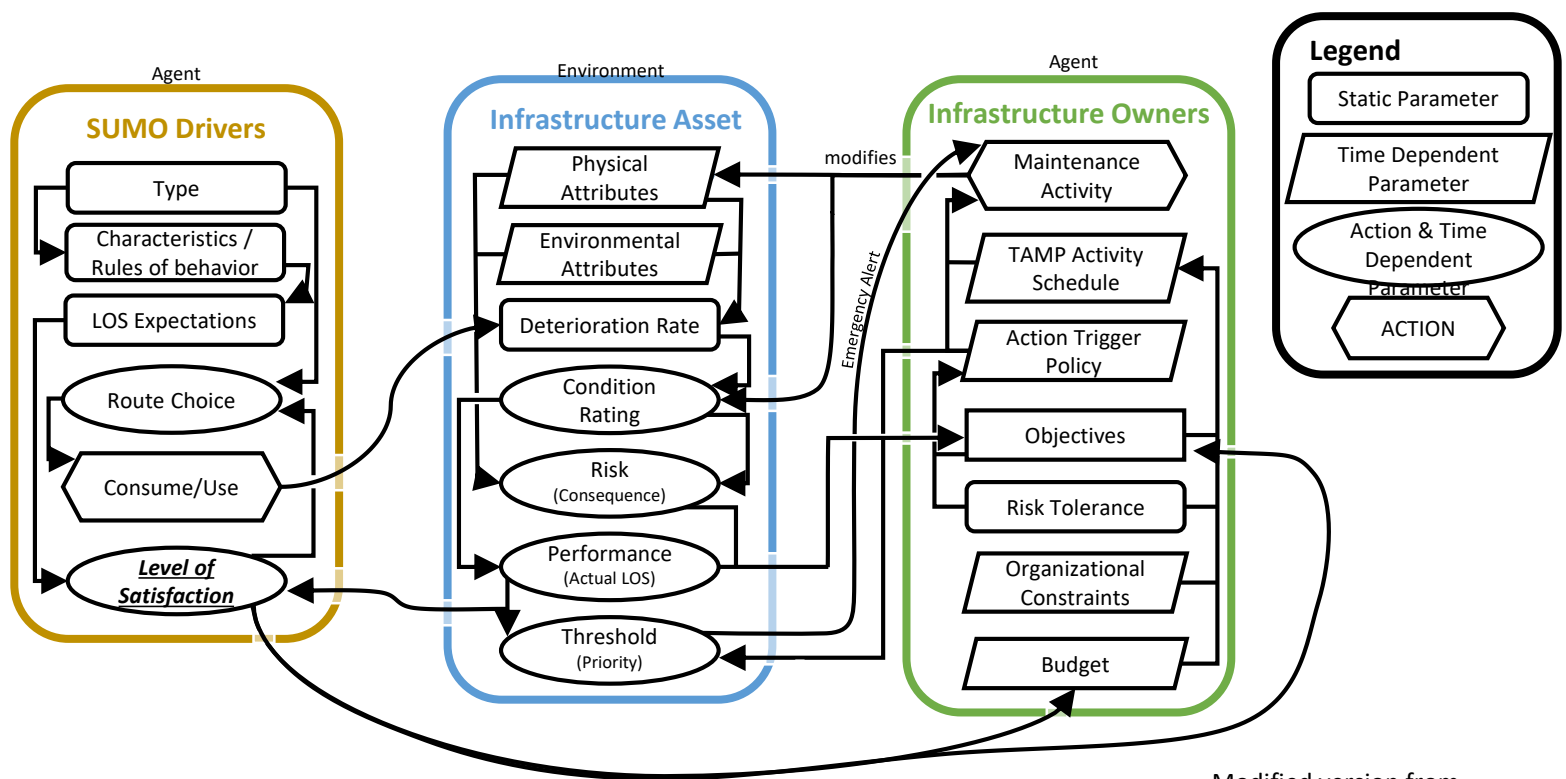 Agent
SUMO Drivers
Type
Characteristics /
Rules of behavior
LOS Expectations
Route Choice
Consume/Use
Level of
Satisfaction
Environment
Infrastructure Asset
Physical
Attributes
Environmental
Attributes
Deterioration Rate
Condition
Rating
Risk
(Consequence)
Performance
(Actual LOS)
Threshold
(Priority)
modifies
Emergency Alert
Agent
Infrastructure Owners
Maintenance
Activity
TAMP Activity
Schedule
Action Trigger
Policy
Objectives
Risk Tolerance
Organizational
Constraints
Budget
Legend
Static Parameter
Time Dependent
Parameter
Action & Time
Dependent
Parameter
ACTION
Modified version from